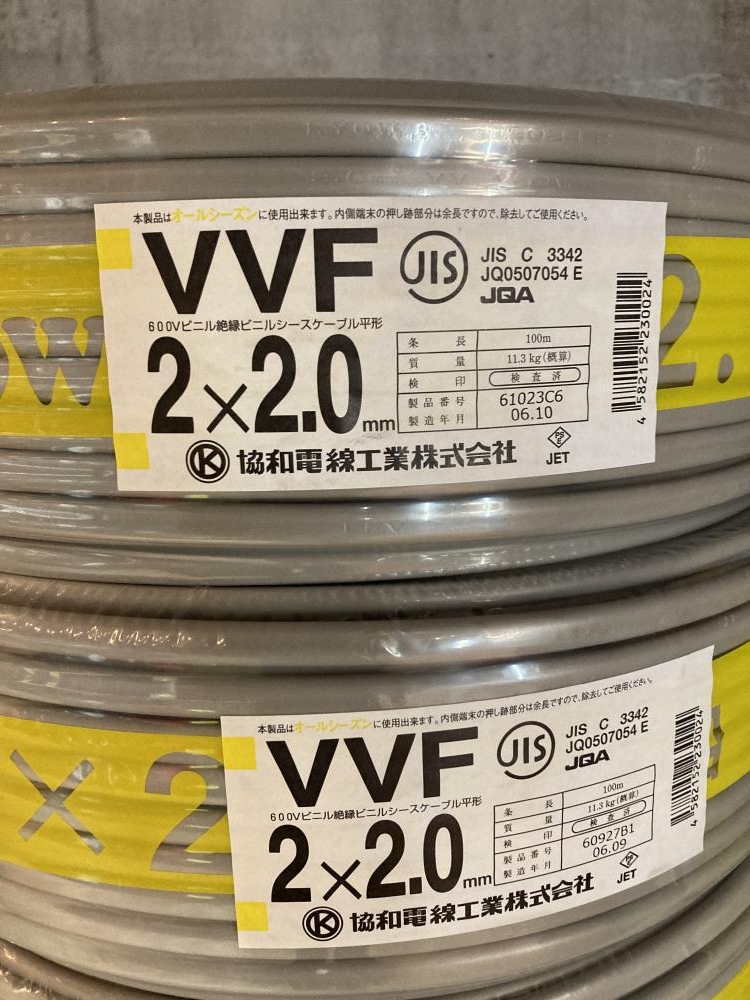 本製品はオールシーズンに使用出来ます。内側端末の押し跡部分は余長ですので、除去してご使用ください。
VVF
JIS
JIS C 3342
JQ0507054 E
JQA
600Vビニル絶縁ビニルシースケーブル平形
2×2.0mm
条長 100m
質量 11.3 kg (概算)
検印 検査済
製品番号 61023C6
製造年月 06.10
4 582152 230024
PSE
JET
K 協和電線工業株式会社
2.
本製品はオールシーズンに使用出来ます。内側端末の押し跡部分は余長ですので、除去してご使用ください。
VVF
JIS
JIS C 3342
JQ0507054 E
JQA
600Vビニル絶縁ビニルシースケーブル平形
2×2.0mm
条長 100m
質量 11.3 kg (概算)
検印 検査済
製品番号 60927B1
製造年月 06.09
4 582152 230024
PSE
JET
K 協和電線工業株式会社
× 2